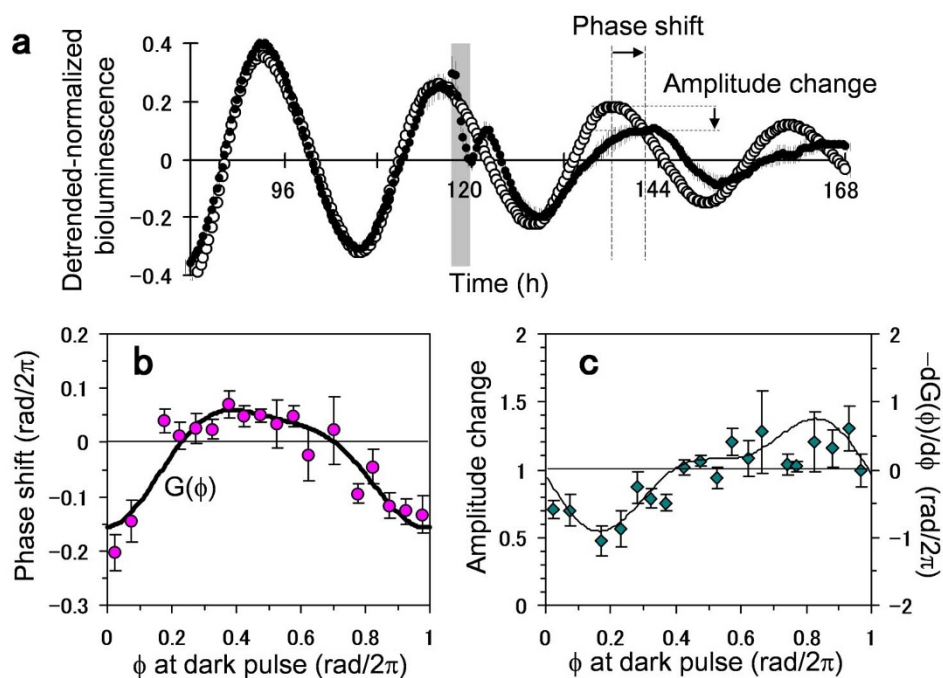 a
Phase shift
Amplitude change
Detrended-normalized
bioluminescence
0.4
0.2
0
−0.2
−0.4
96
120
144
168
Time (h)
b
Phase shift (rad/2π)
0.2
0.1
0
−0.1
−0.2
−0.3
G(ϕ)
0 0.2 0.4 0.6 0.8 1
ϕ at dark pulse (rad/2π)
c
Amplitude change
2
1.5
1
0.5
0
2
1
0
−1
−2
−dG(ϕ)/dϕ
(rad/2π)
0 0.2 0.4 0.6 0.8 1
ϕ at dark pulse (rad/2π)